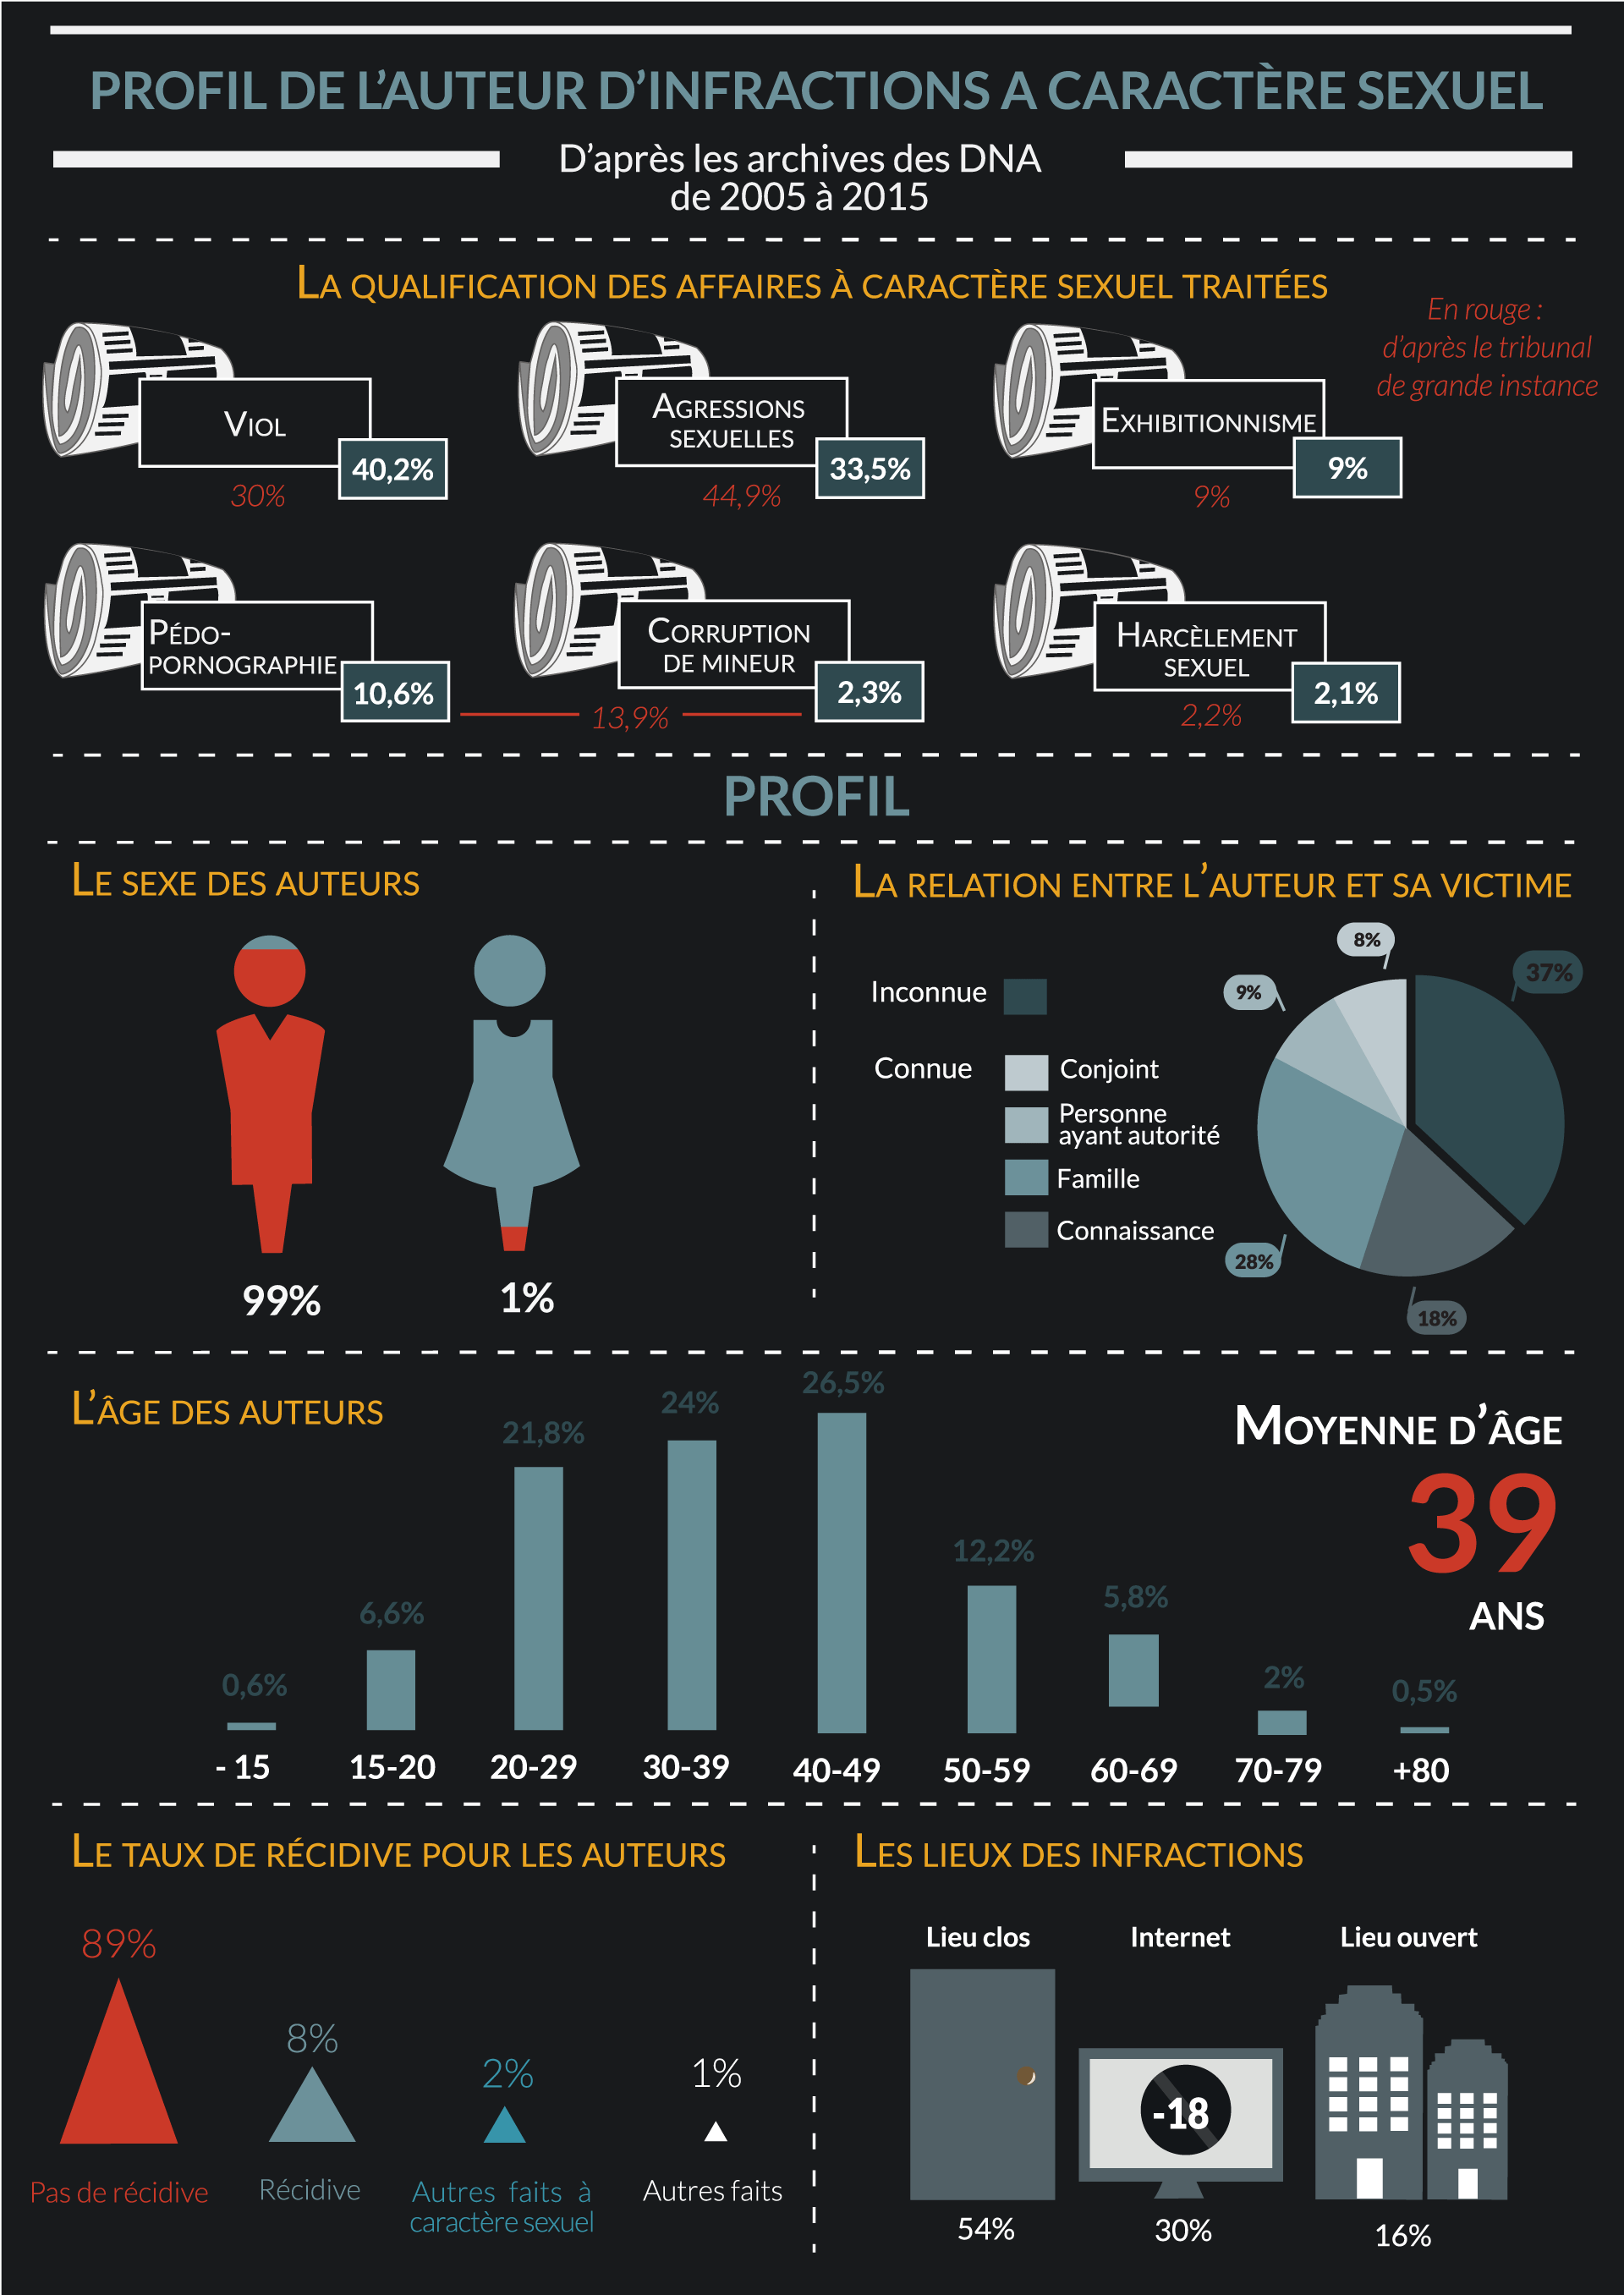 PROFIL DE L'AUTEUR D'INFRACTIONS A CARACTÈRE SEXUEL
D'après les archives des DNA
de 2005 à 2015
La qualification des affaires à caractère sexuel traitées
En rouge :
d'après le tribunal
de grande instance
Viol
40,2%
30%
Agressions
sexuelles
33,5%
44,9%
Exhibitionnisme
9%
9%
Pédo-
pornographie
10,6%
Corruption
de mineur
2,3%
13,9%
Harcèlement
sexuel
2,1%
2,2%
PROFIL
Le sexe des auteurs
99%
1%
La relation entre l'auteur et sa victime
Inconnue
Connue
Conjoint
Personne
ayant autorité
Famille
Connaissance
8%
37%
9%
28%
18%
L'âge des auteurs
0,6%
6,6%
21,8%
24%
26,5%
12,2%
5,8%
2%
0,5%
- 15
15-20
20-29
30-39
40-49
50-59
60-69
70-79
+80
Moyenne d'âge
39
ANS
Le taux de récidive pour les auteurs
89%
Pas de récidive
8%
Récidive
2%
Autres faits à
caractère sexuel
1%
Autres faits
Les lieux des infractions
Lieu clos
54%
Internet
-18
30%
Lieu ouvert
16%